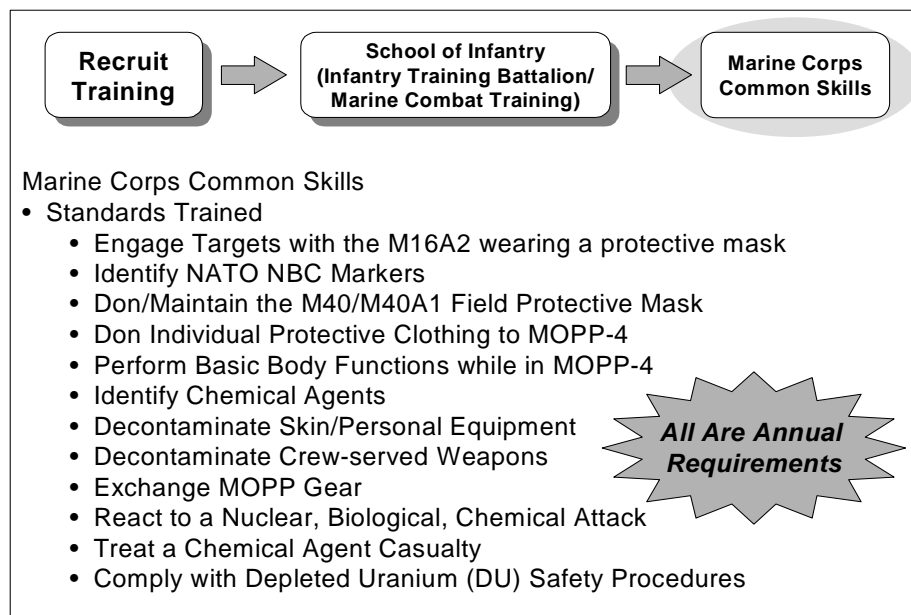 Recruit
Training
School of Infantry
(Infantry Training Battalion/
Marine Combat Training)
Marine Corps
Common Skills
Marine Corps Common Skills
• Standards Trained
• Engage Targets with the M16A2 wearing a protective mask
• Identify NATO NBC Markers
• Don/Maintain the M40/M40A1 Field Protective Mask
• Don Individual Protective Clothing to MOPP-4
• Perform Basic Body Functions while in MOPP-4
• Identify Chemical Agents
• Decontaminate Skin/Personal Equipment
• Decontaminate Crew-served Weapons
• Exchange MOPP Gear
• React to a Nuclear, Biological, Chemical Attack
• Treat a Chemical Agent Casualty
• Comply with Depleted Uranium (DU) Safety Procedures
All Are Annual
Requirements